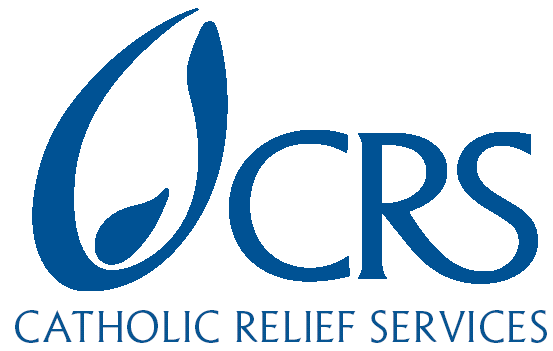 CRS
CATHOLIC RELIEF SERVICES